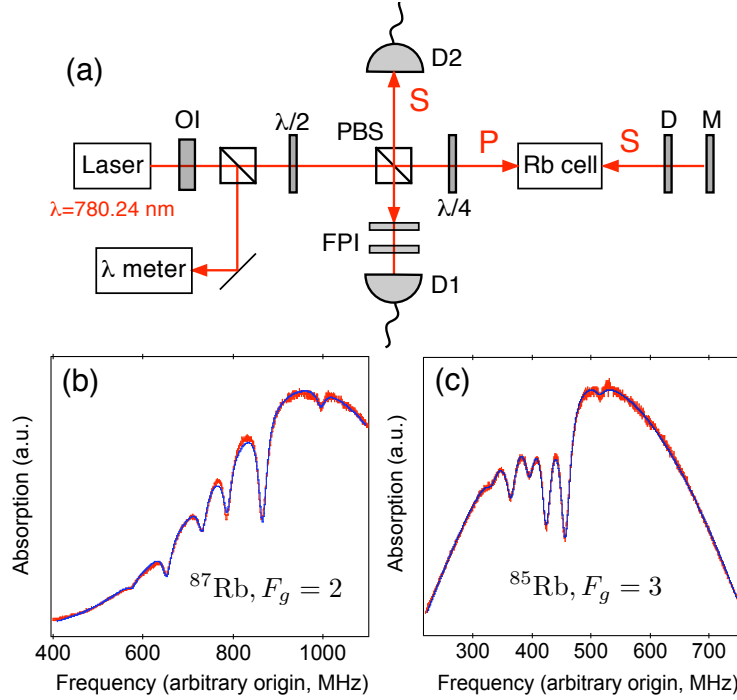 (a)
D2
S
OI
λ/2
PBS
P
S
D
M
Laser
Rb cell
λ=780.24 nm
λ/4
FPI
λ meter
D1
(b)
(c)
Absorption (a.u.)
⁸⁷Rb, F_g = 2
400 600 800 1000
Frequency (arbitrary origin, MHz)
Absorption (a.u.)
⁸⁵Rb, F_g = 3
300 400 500 600 700
Frequency (arbitrary origin, MHz)